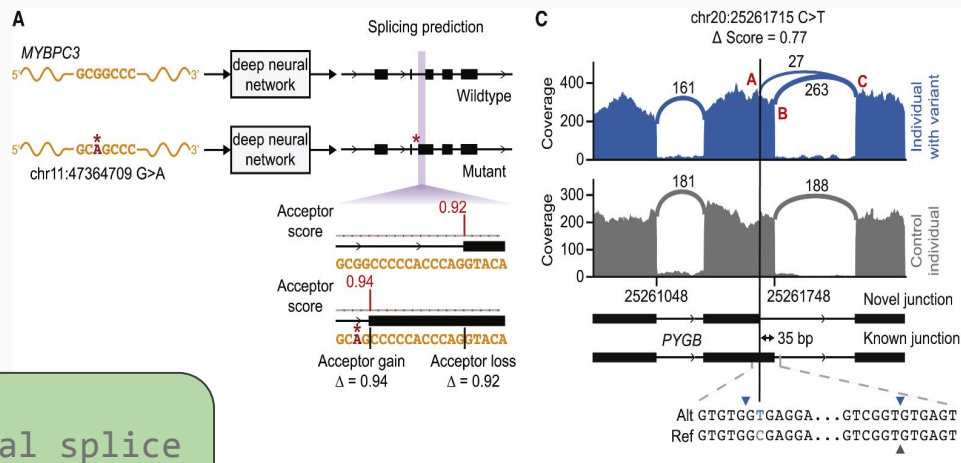 A
Splicing prediction
MYBPC3
5' GCGGCCC 3'
deep neural network
Wildtype
*
5' GCAGCCC 3'
chr11:47364709 G>A
deep neural network
*
Mutant
Acceptor score
0.92
GCGGCCCCCACCCAGGTACA
Acceptor score
0.94
*
GCAGCCCCCACCCAGGTACA
Acceptor gain
Δ = 0.94
Acceptor loss
Δ = 0.92
al splice
C
chr20:25261715 C>T
Δ Score = 0.77
Coverage
400
200
0
161
A
27
263
B
C
Individual with variant
Coverage
300
200
100
0
181
188
Control individual
25261048
25261748
Novel junction
PYGB
35 bp
Known junction
Alt GTGTGGTGAGGA...GTCGGTGTGAGT
Ref GTGTGGCGAGGA...GTCGGTGTGAGT